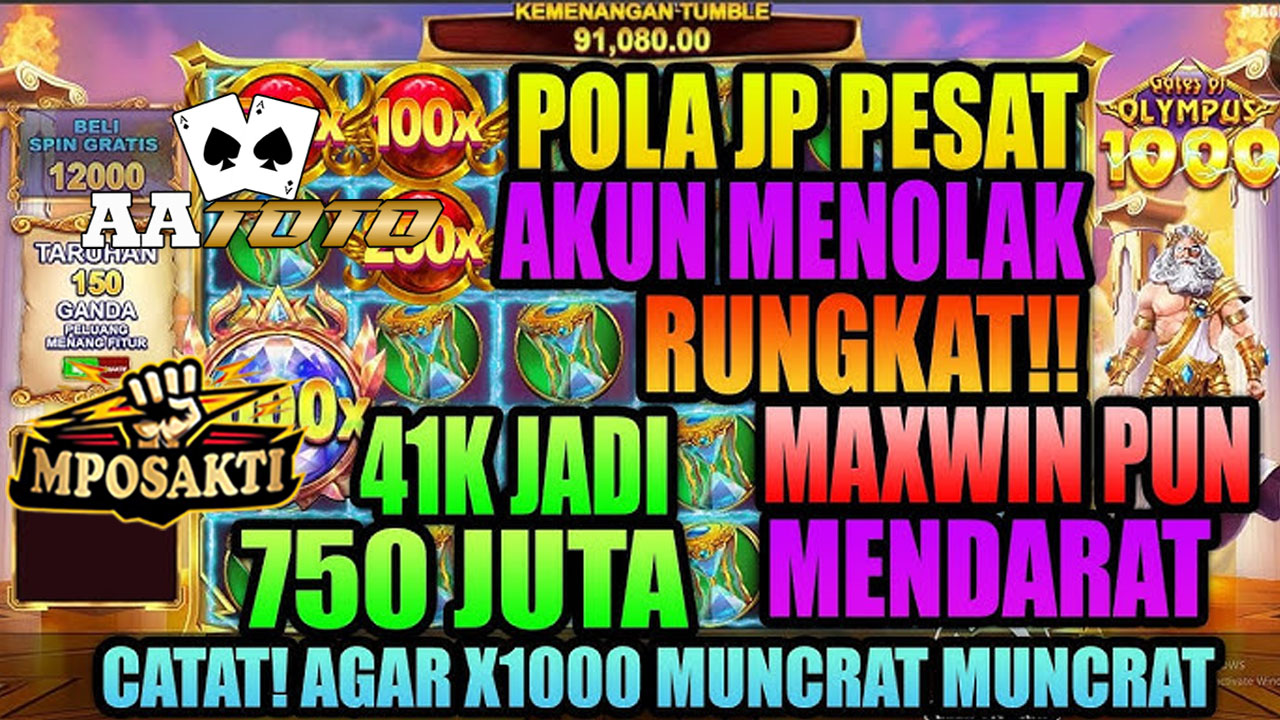 KEMENANGAN TUMBLE
91,080.00
BELI
SPIN GRATIS
12000
100x
POLA JP PESAT
Gates of
OLYMPUS
1000
AATOTO
AKUN MENOLAK
TARUHAN
150
GANDA
PELUANG
MENANG FITUR
RUNGKAT!!
MPOSAKTI
41K JADI
750 JUTA
MAXWIN PUN
MENDARAT
CATAT! AGAR X1000 MUNCRAT MUNCRAT